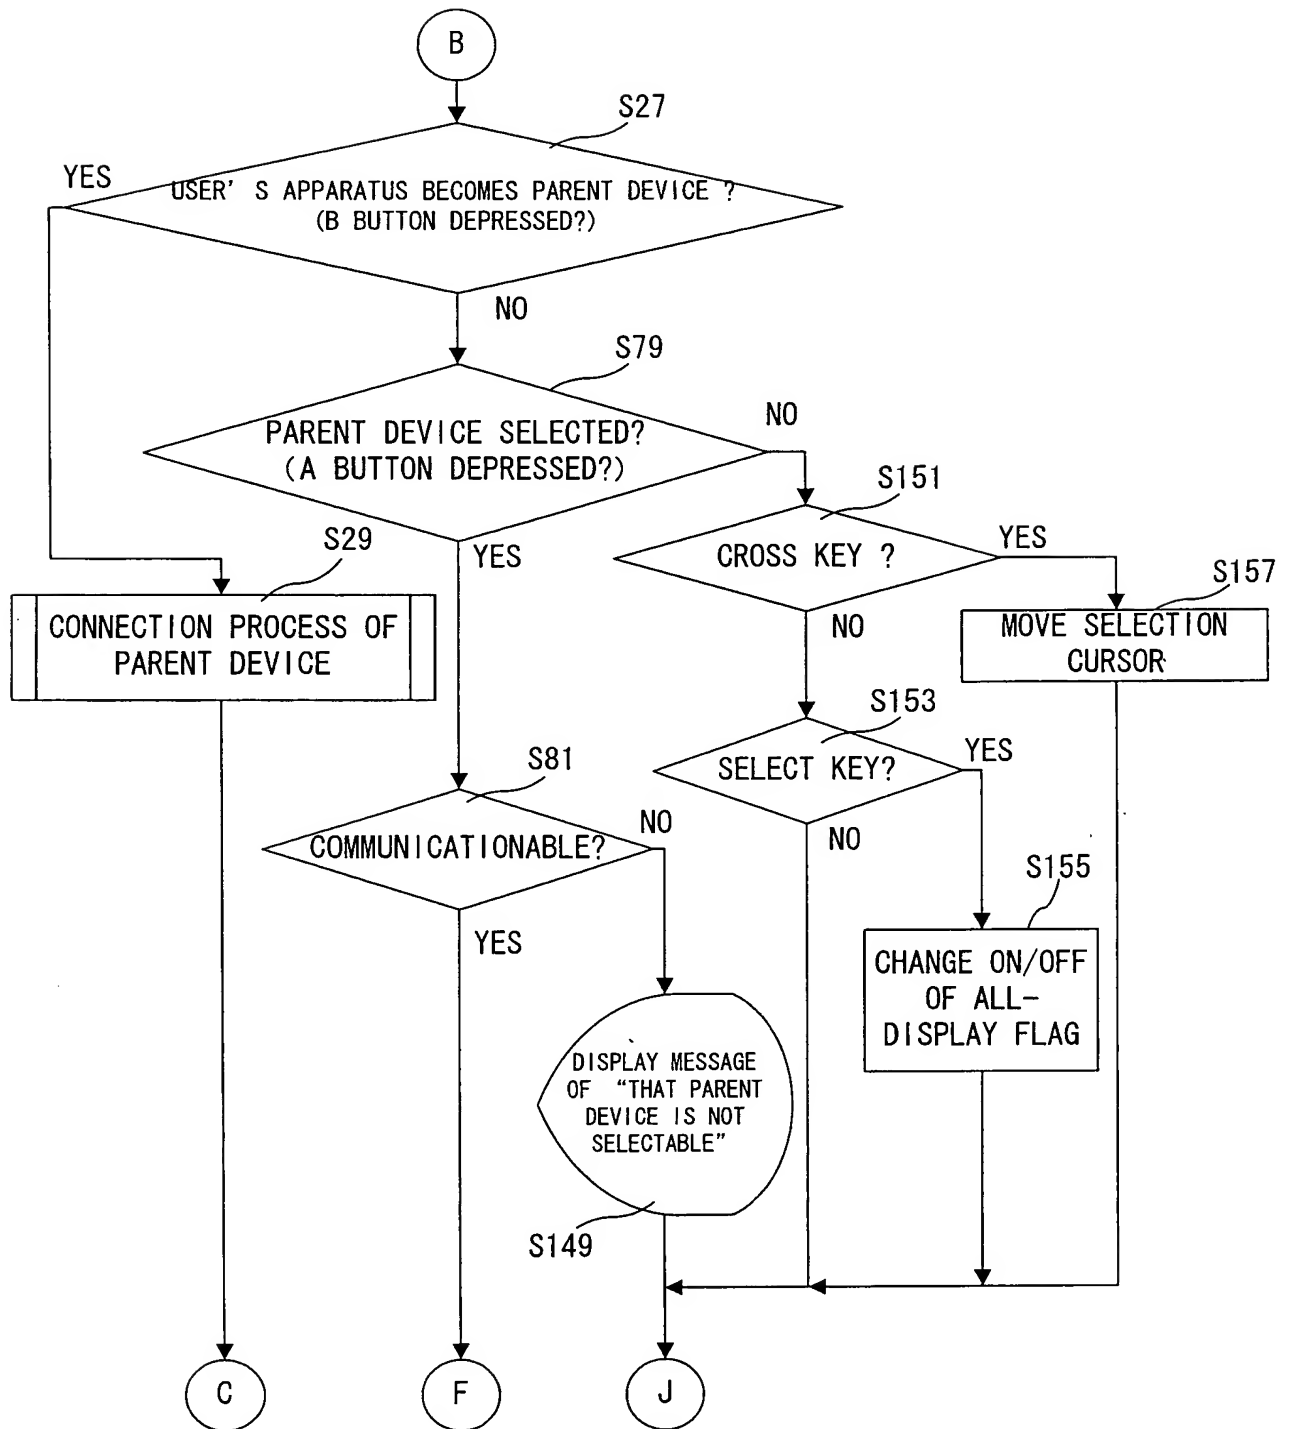 B
S27
YES
USER' S APPARATUS BECOMES PARENT DEVICE ?
(B BUTTON DEPRESSED?)
NO
S79
NO
PARENT DEVICE SELECTED?
(A BUTTON DEPRESSED?)
S151
S29
YES
CROSS KEY ?
YES
S157
CONNECTION PROCESS OF
PARENT DEVICE
NO
MOVE SELECTION
CURSOR
S153
S81
SELECT KEY?
YES
NO
COMMUNICATIONABLE?
NO
S155
YES
CHANGE ON/OFF
OF ALL-
DISPLAY FLAG
DISPLAY MESSAGE
OF “THAT PARENT
DEVICE IS NOT
SELECTABLE”
S149
C
F
J